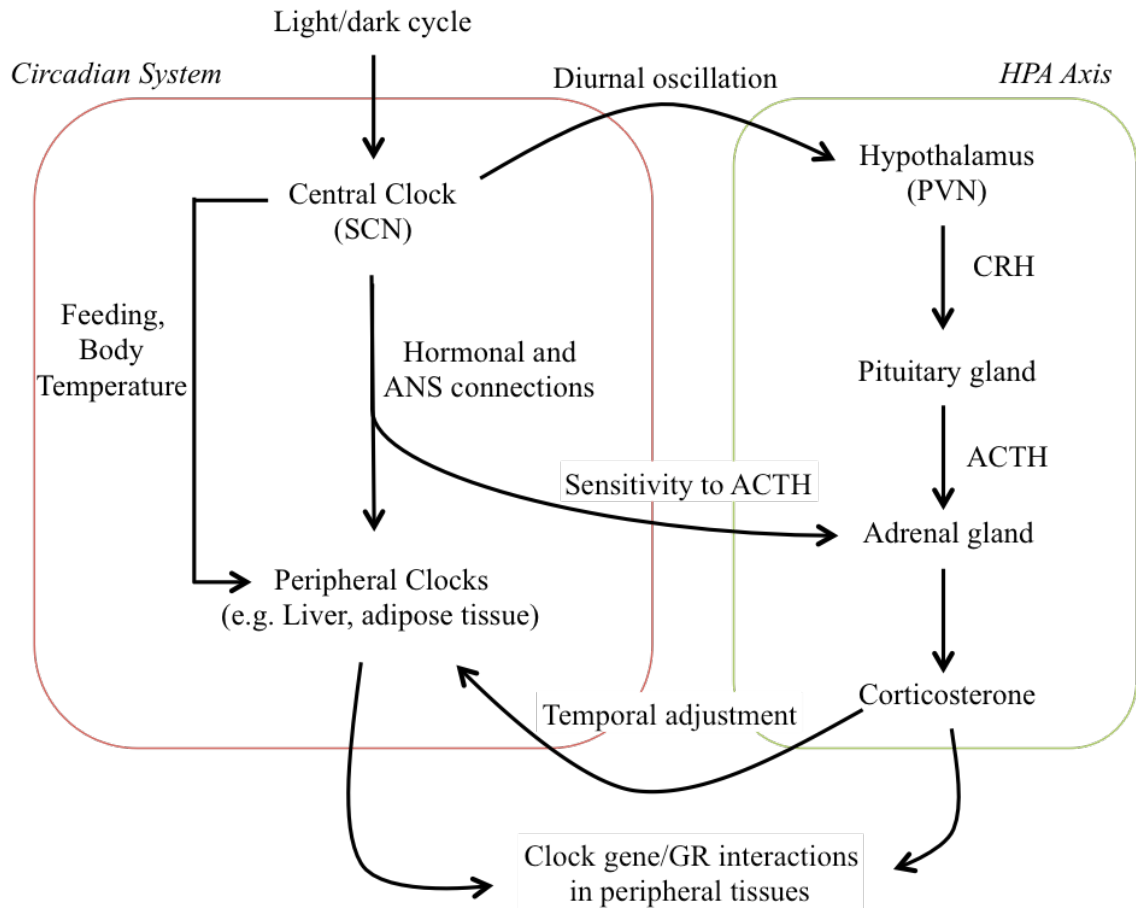 Light/dark cycle
Circadian System
Diurnal oscillation
HPA Axis
Central Clock
(SCN)
Hypothalamus
(PVN)
CRH
Feeding,
Body
Temperature
Hormonal and
ANS connections
Pituitary gland
ACTH
Sensitivity to ACTH
Adrenal gland
Peripheral Clocks
(e.g. Liver, adipose tissue)
Corticosterone
Temporal adjustment
Clock gene/GR interactions
in peripheral tissues